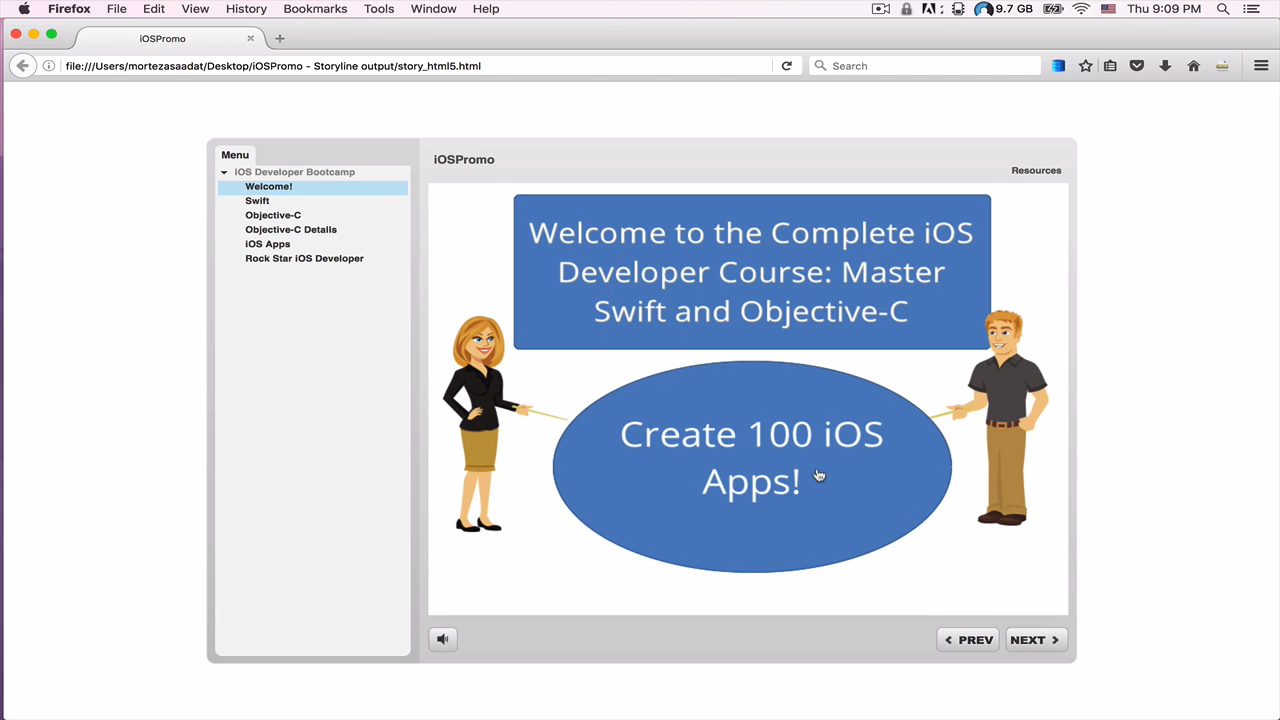 Firefox File Edit View History Bookmarks Tools Window Help 9.7 GB Thu 9:09 PM
iOSPromo
file:///Users/mortezasaadat/Desktop/iOSPromo - Storyline output/story_html5.html
Search
Menu
iOS Developer Bootcamp
Welcome!
Swift
Objective-C
Objective-C Details
iOS Apps
Rock Star iOS Developer
iOSPromo
Resources
Welcome to the Complete iOS
Developer Course: Master
Swift and Objective-C
Create 100 iOS
Apps!
PREV
NEXT